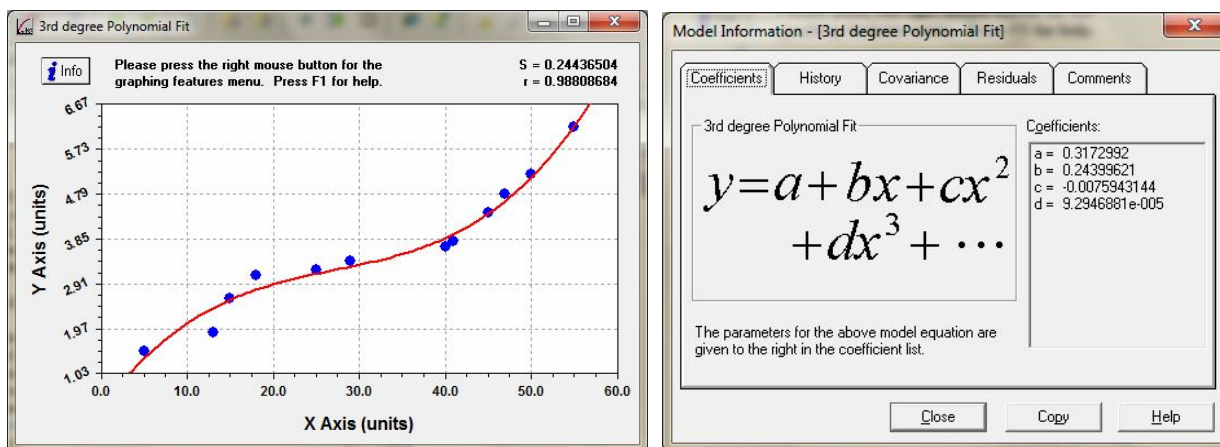 3rd degree Polynomial Fit
Info
Please press the right mouse button for the
graphing features menu. Press F1 for help.
S = 0.24436504
r = 0.98808684
Y Axis (units)
6.67
5.73
4.79
3.85
2.91
1.97
1.03
0.0 10.0 20.0 30.0 40.0 50.0 60.0
X Axis (units)
Model Information - [3rd degree Polynomial Fit]
Coefficients History Covariance Residuals Comments
3rd degree Polynomial Fit
y=a+bx+cx²
+dx³+⋯
The parameters for the above model equation are
given to the right in the coefficient list.
Coefficients:
a = 0.3172992
b = 0.24399621
c = -0.0075943144
d = 9.2946881e-005
Close Copy Help